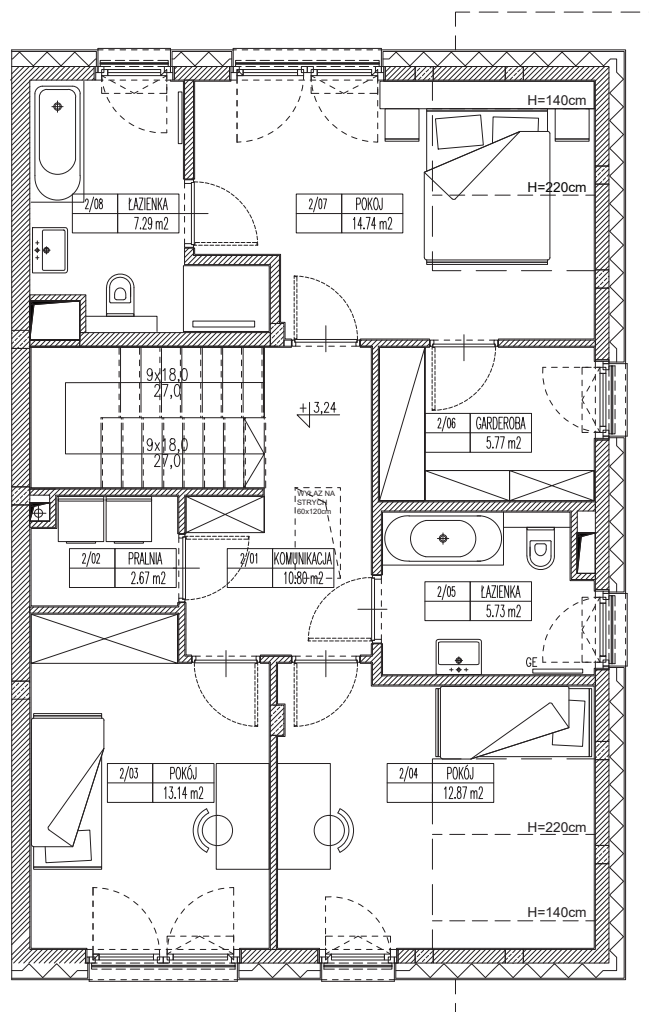 H=140cm
H=220cm
2/08 ŁAZIENKA
7.29 m2
2/07 POKÓJ
14.74 m2
9x18,0
27,0
+3,24
9x18,0
27,0
2/06 GARDEROBA
5.77 m2
WYŁAZ NA
STRYCH
60x120cm
2/02 PRALNIA
2.67 m2
2/01 KOMUNIKACJA
10.80 m2
2/05 ŁAZIENKA
5.73 m2
GE
2/03 POKÓJ
13.14 m2
2/04 POKÓJ
12.87 m2
H=220cm
H=140cm